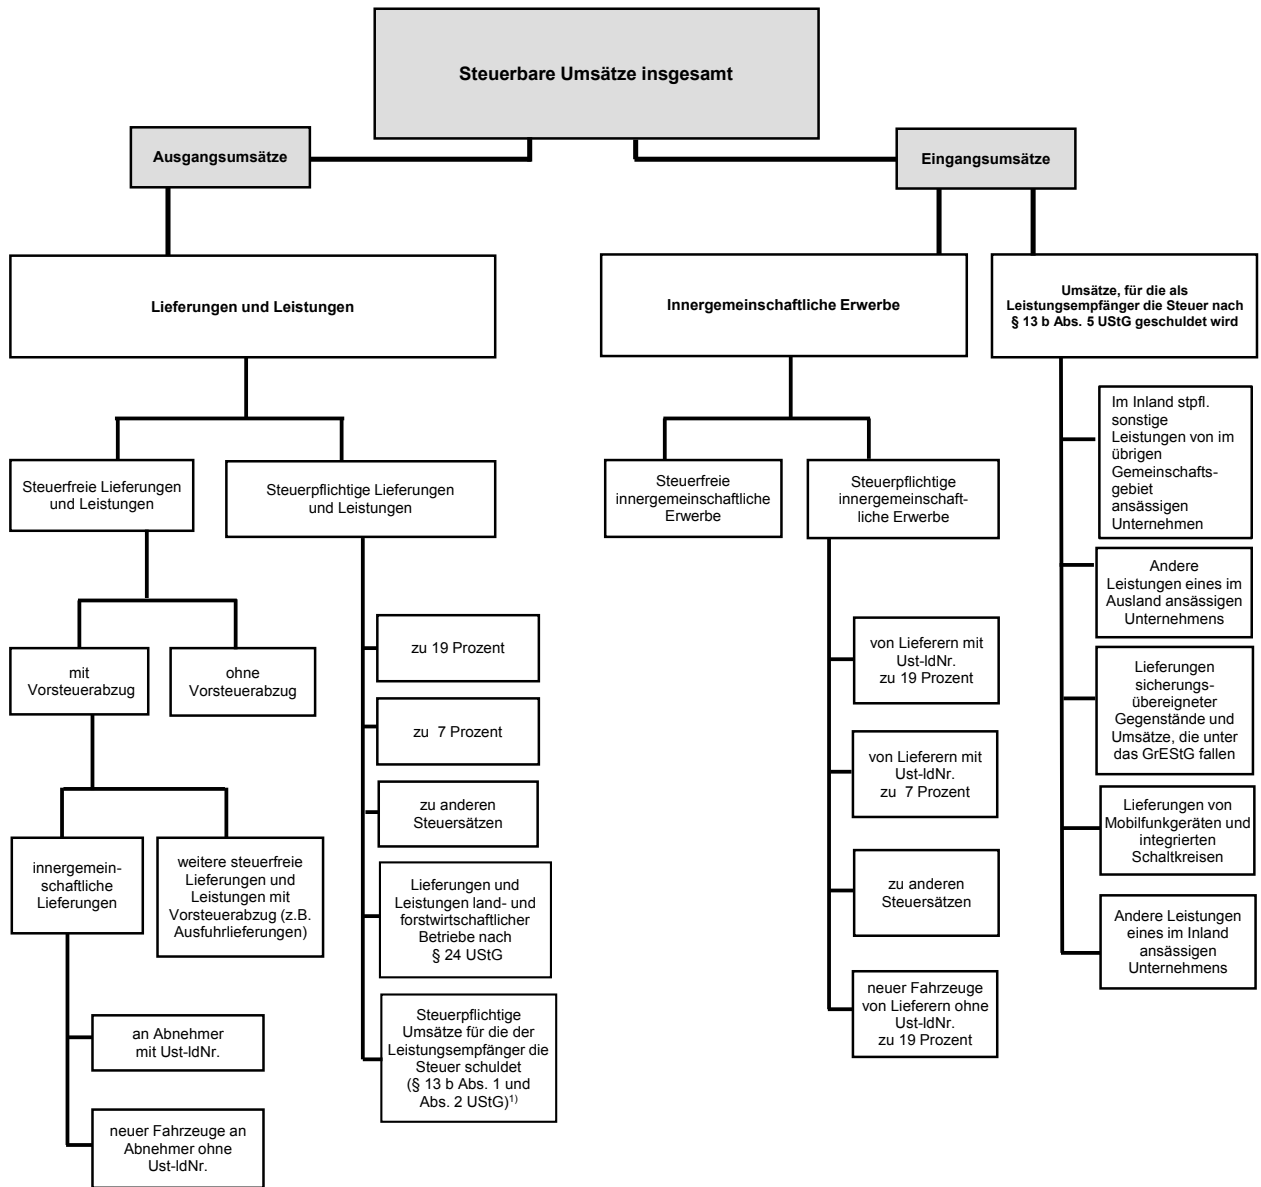 Steuerbare Umsätze insgesamt
Ausgangsumsätze
Eingangsumsätze
Lieferungen und Leistungen
Innergemeinschaftliche Erwerbe
Umsätze, für die als
Leistungsempfänger die Steuer nach
§ 13 b Abs. 5 UStG geschuldet wird
Steuerfreie Lieferungen
und Leistungen
Steuerpflichtige Lieferungen
und Leistungen
mit
Vorsteuerabzug
ohne
Vorsteuerabzug
innergemein-
schaftliche
Lieferungen
weitere steuerfreie
Lieferungen und
Leistungen mit
Vorsteuerabzug (z.B.
Ausfuhrlieferungen)
an Abnehmer
mit Ust-IdNr.
neuer Fahrzeuge an
Abnehmer ohne
Ust-IdNr.
zu 19 Prozent
zu 7 Prozent
zu anderen
Steuersätzen
Lieferungen und
Leistungen land- und
forstwirtschaftlicher
Betriebe nach
§ 24 UStG
Steuerpflichtige
Umsätze für die der
Leistungsempfänger die
Steuer schuldet
(§ 13 b Abs. 1 und
Abs. 2 UStG)1)
Steuerfreie
innergemeinschaftliche
Erwerbe
Steuerpflichtige
innergemeinschaft-
liche Erwerbe
von Lieferern mit
Ust-IdNr.
zu 19 Prozent
von Lieferern mit
Ust-IdNr.
zu 7 Prozent
zu anderen
Steuersätzen
neuer Fahrzeuge
von Lieferern ohne
Ust-IdNr.
zu 19 Prozent
Im Inland stpfl.
sonstige
Leistungen von im
übrigen
Gemeinschafts-
gebiet
ansässigen
Unternehmen
Andere
Leistungen eines im
Ausland ansässigen
Unternehmens
Lieferungen
sicherungs-
übereigneter
Gegenstände und
Umsätze, die unter
das GrEStG fallen
Lieferungen von
Mobilfunkgeräten und
integrierten
Schaltkreisen
Andere Leistungen
eines im Inland
ansässigen
Unternehmens